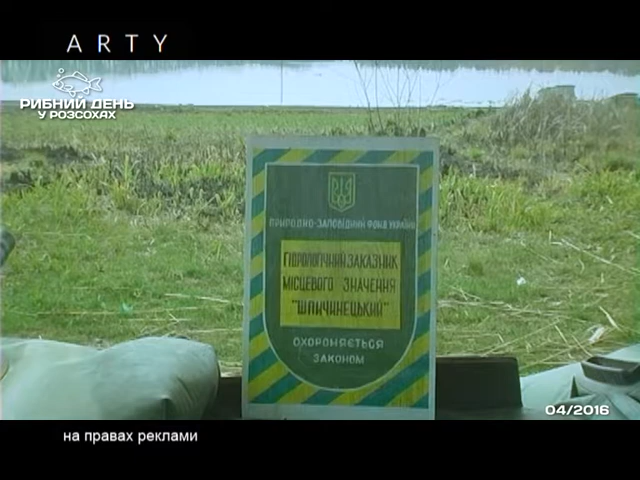 ARTY
РИБНИЙ ДЕНЬ
У РОЗСОХАХ
ПРИРОДНО-ЗАПОВІДНИЙ ФОНД УКРАЇНИ
ГІДРОЛОГІЧНИЙ ЗАКАЗНИК
МІСЦЕВОГО ЗНАЧЕННЯ
"ШПИЧИНЕЦЬКИЙ"
ОХОРОНЯЄТЬСЯ
ЗАКОНОМ
04/2016
на правах реклами